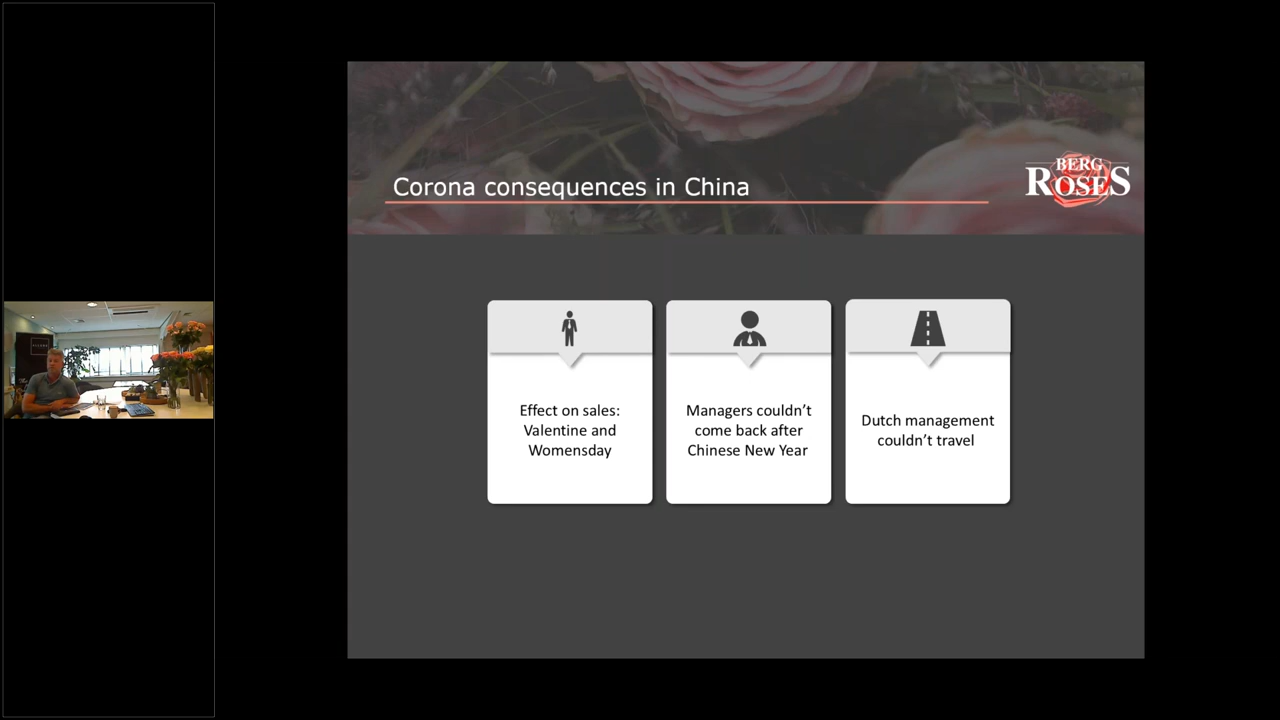 Corona consequences in China
BERG
ROSES
Effect on sales:
Valentine and
Womensday
Managers couldn’t
come back after
Chinese New Year
Dutch management
couldn’t travel